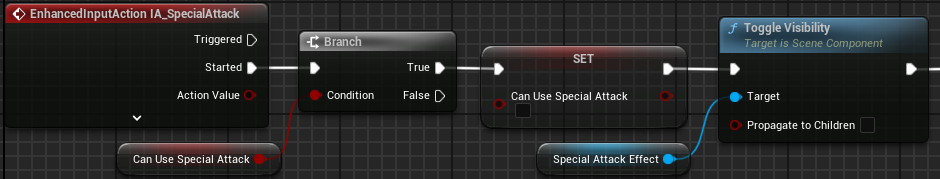 EnhancedInputAction IA_SpecialAttack
Triggered
Started
Action Value
Branch
True
Condition
False
Can Use Special Attack
SET
Can Use Special Attack
Special Attack Effect
Toggle Visibility
Target is Scene Component
Target
Propagate to Children